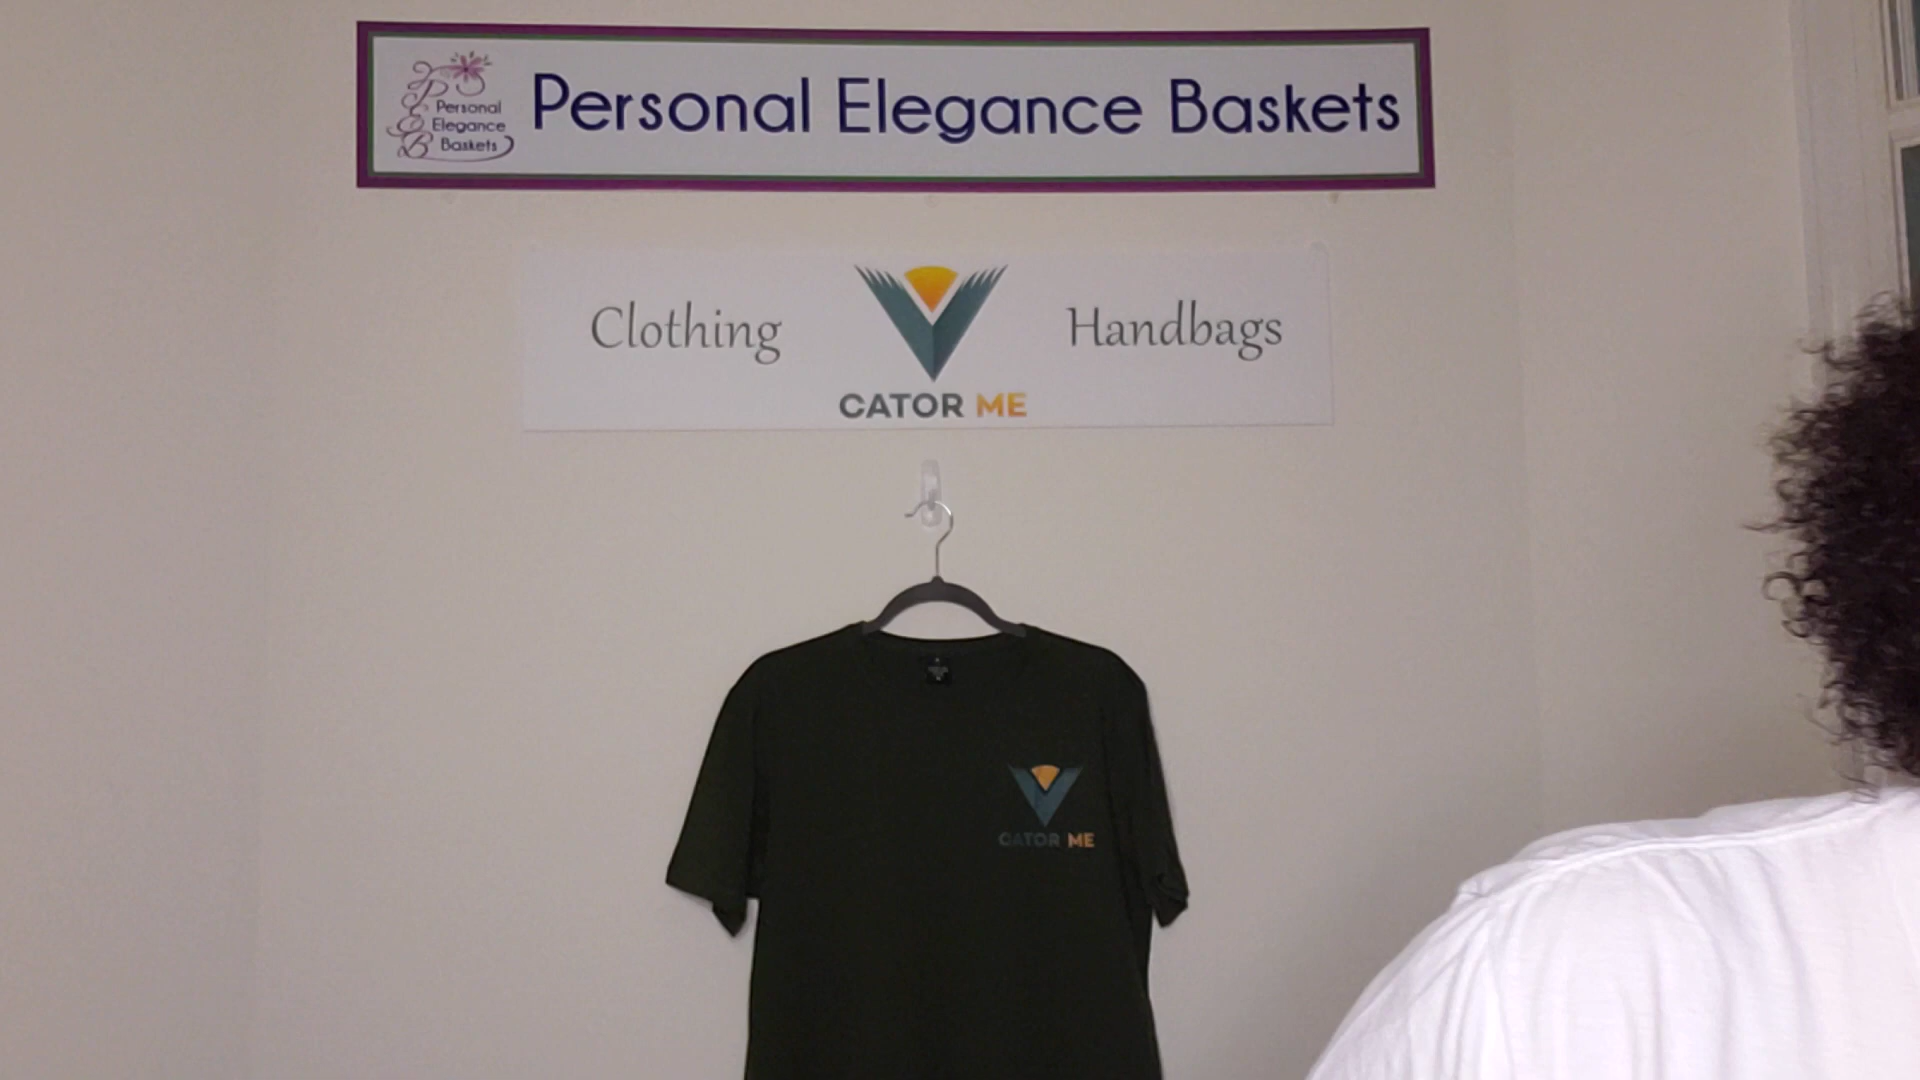 Personal
Elegance
Baskets
Personal Elegance Baskets
Clothing
Handbags
CATOR ME
CATOR ME